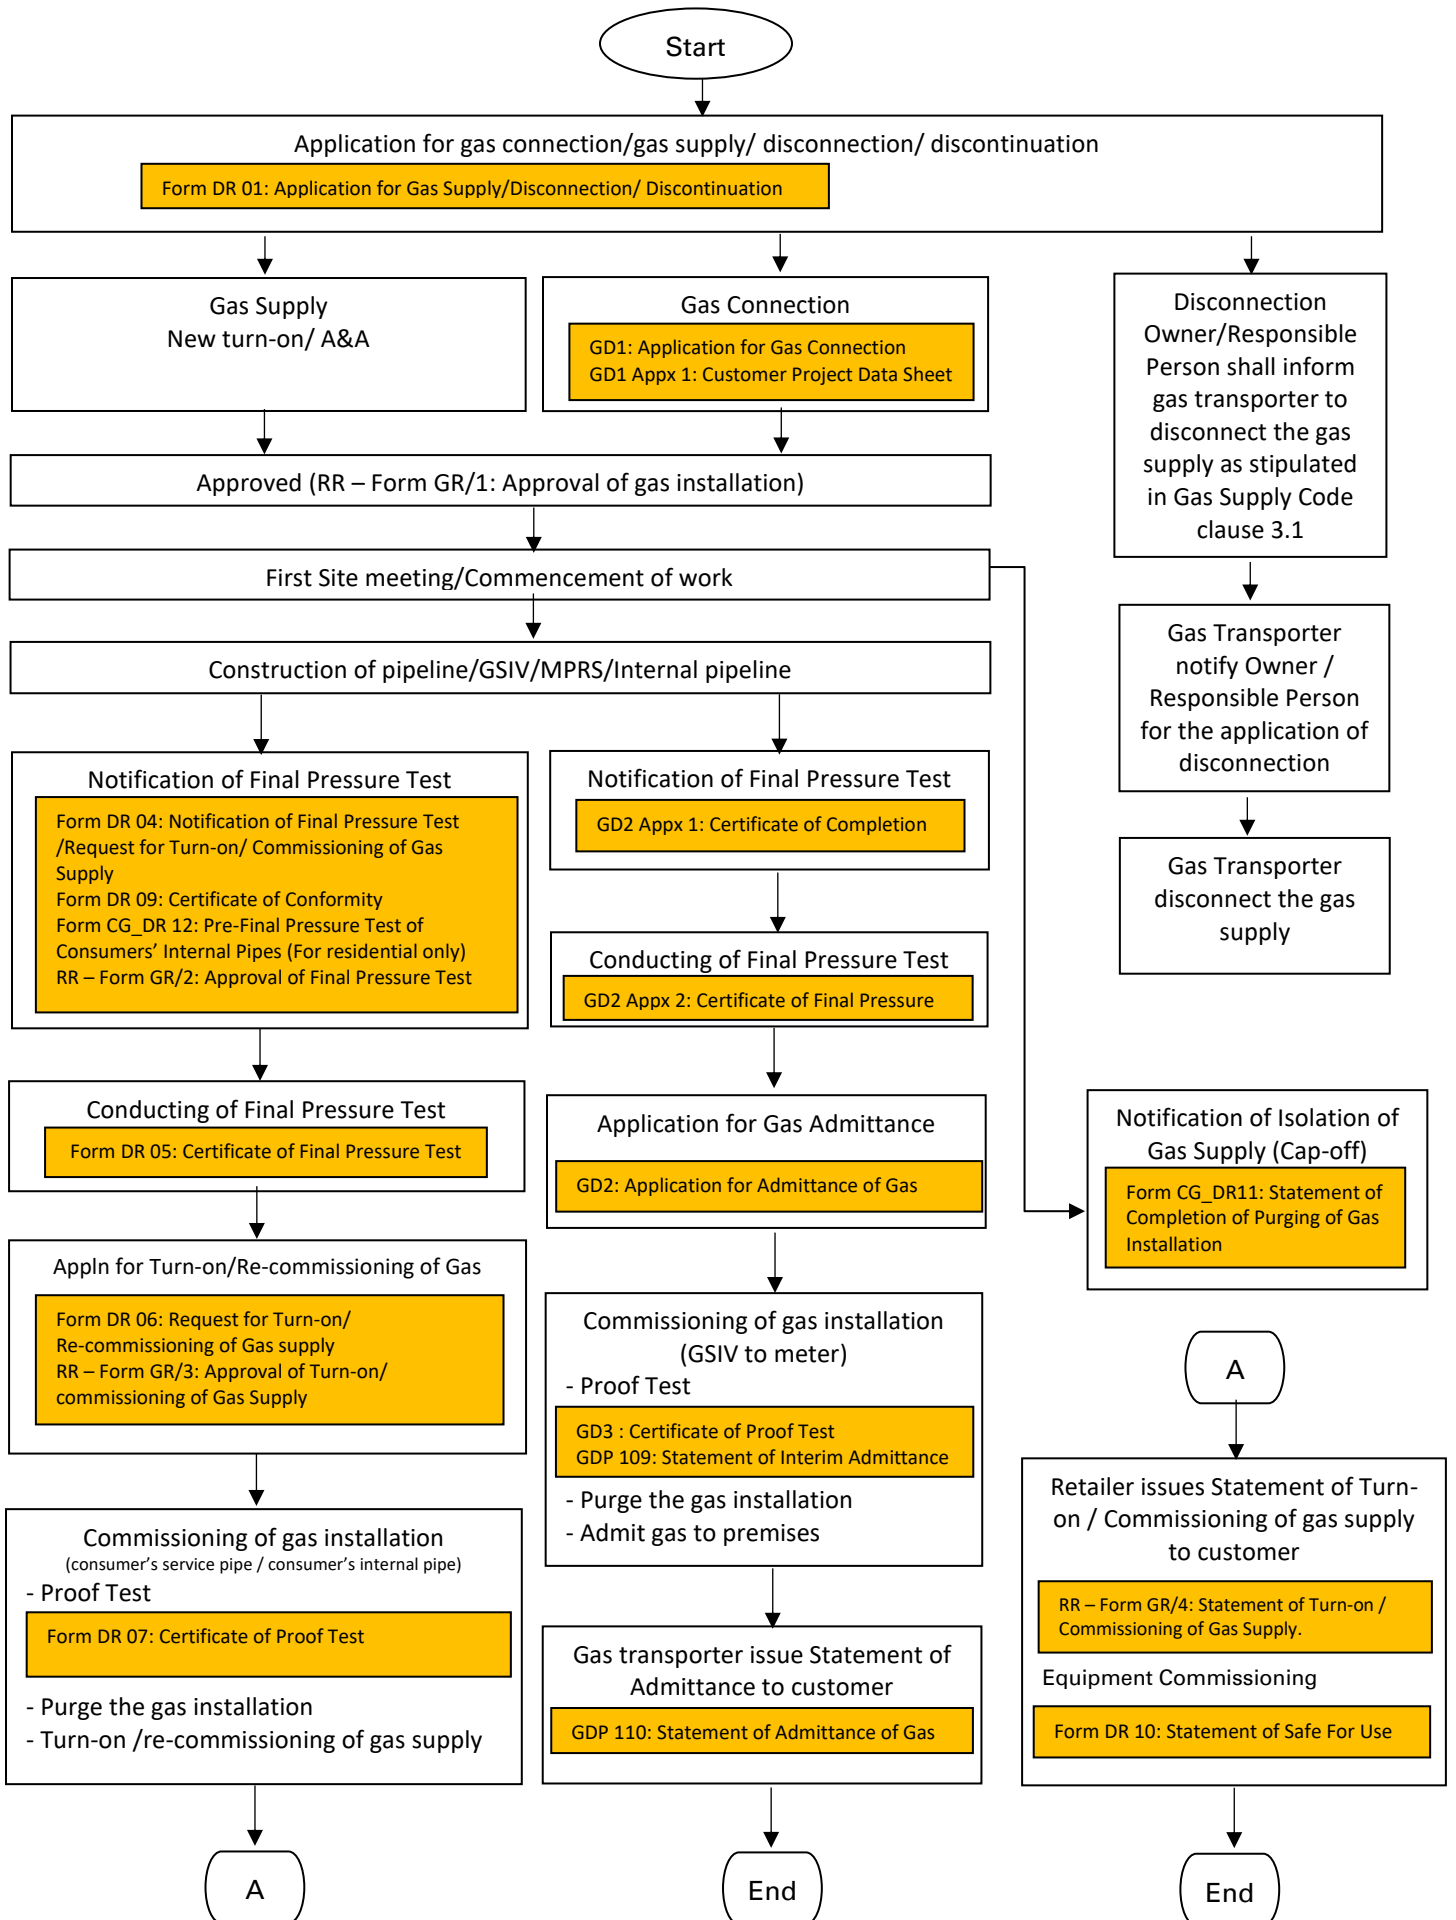 Start
Application for gas connection/gas supply/ disconnection/ discontinuation
Form DR 01: Application for Gas Supply/Disconnection/ Discontinuation
Gas Supply
New turn-on/ A&A
Gas Connection
GD1: Application for Gas Connection
GD1 Appx 1: Customer Project Data Sheet
Disconnection
Owner/Responsible
Person shall inform
gas transporter to
disconnect the gas
supply as stipulated
in Gas Supply Code
clause 3.1
Approved (RR – Form GR/1: Approval of gas installation)
First Site meeting/Commencement of work
Construction of pipeline/GSIV/MPRS/Internal pipeline
Gas Transporter
notify Owner /
Responsible Person
for the application of
disconnection
Gas Transporter
disconnect the gas
supply
Notification of Final Pressure Test
Form DR 04: Notification of Final Pressure Test
/Request for Turn-on/ Commissioning of Gas
Supply
Form DR 09: Certificate of Conformity
Form CG_DR 12: Pre-Final Pressure Test of
Consumers’ Internal Pipes (For residential only)
RR – Form GR/2: Approval of Final Pressure Test
Notification of Final Pressure Test
GD2 Appx 1: Certificate of Completion
Conducting of Final Pressure Test
GD2 Appx 2: Certificate of Final Pressure
Conducting of Final Pressure Test
Form DR 05: Certificate of Final Pressure Test
Application for Gas Admittance
GD2: Application for Admittance of Gas
Notification of Isolation of
Gas Supply (Cap-off)
Form CG_DR11: Statement of
Completion of Purging of Gas
Installation
Appln for Turn-on/Re-commissioning of Gas
Form DR 06: Request for Turn-on/
Re-commissioning of Gas supply
RR – Form GR/3: Approval of Turn-on/
commissioning of Gas Supply
Commissioning of gas installation
(GSIV to meter)
- Proof Test
GD3 : Certificate of Proof Test
GDP 109: Statement of Interim Admittance
- Purge the gas installation
- Admit gas to premises
A
Commissioning of gas installation
(consumer’s service pipe / consumer’s internal pipe)
- Proof Test
Form DR 07: Certificate of Proof Test
- Purge the gas installation
- Turn-on /re-commissioning of gas supply
Gas transporter issue Statement of
Admittance to customer
GDP 110: Statement of Admittance of Gas
Retailer issues Statement of Turn-
on / Commissioning of gas supply
to customer
RR – Form GR/4: Statement of Turn-on /
Commissioning of Gas Supply.
Equipment Commissioning
Form DR 10: Statement of Safe For Use
A
End
End